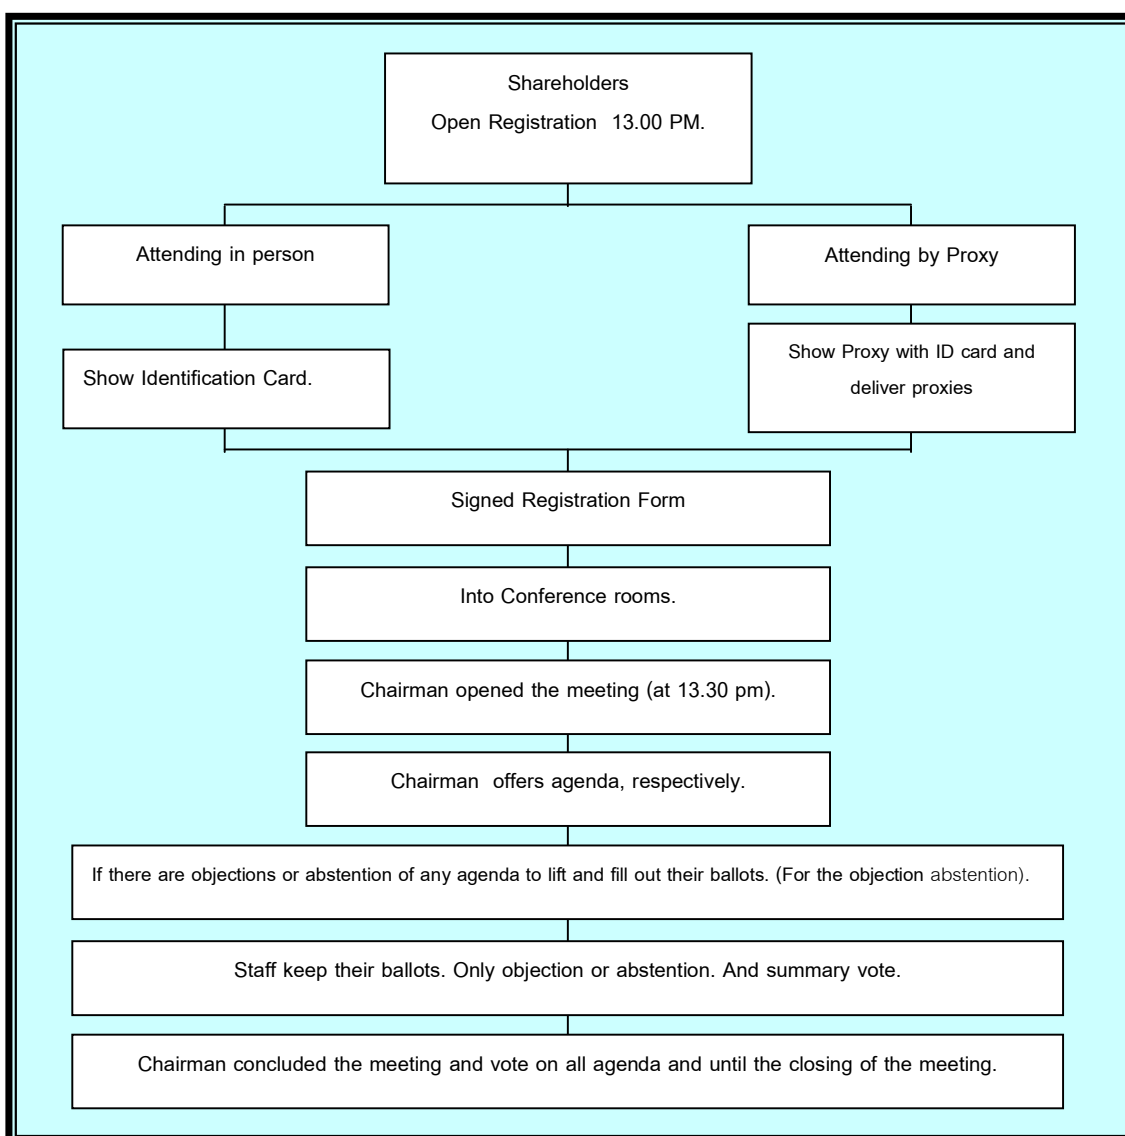 Shareholders
Open Registration 13.00 PM.
Attending in person
Attending by Proxy
Show Identification Card.
Show Proxy with ID card and
deliver proxies
Signed Registration Form
Into Conference rooms.
Chairman opened the meeting (at 13.30 pm).
Chairman offers agenda, respectively.
If there are objections or abstention of any agenda to lift and fill out their ballots. (For the objection abstention).
Staff keep their ballots. Only objection or abstention. And summary vote.
Chairman concluded the meeting and vote on all agenda and until the closing of the meeting.